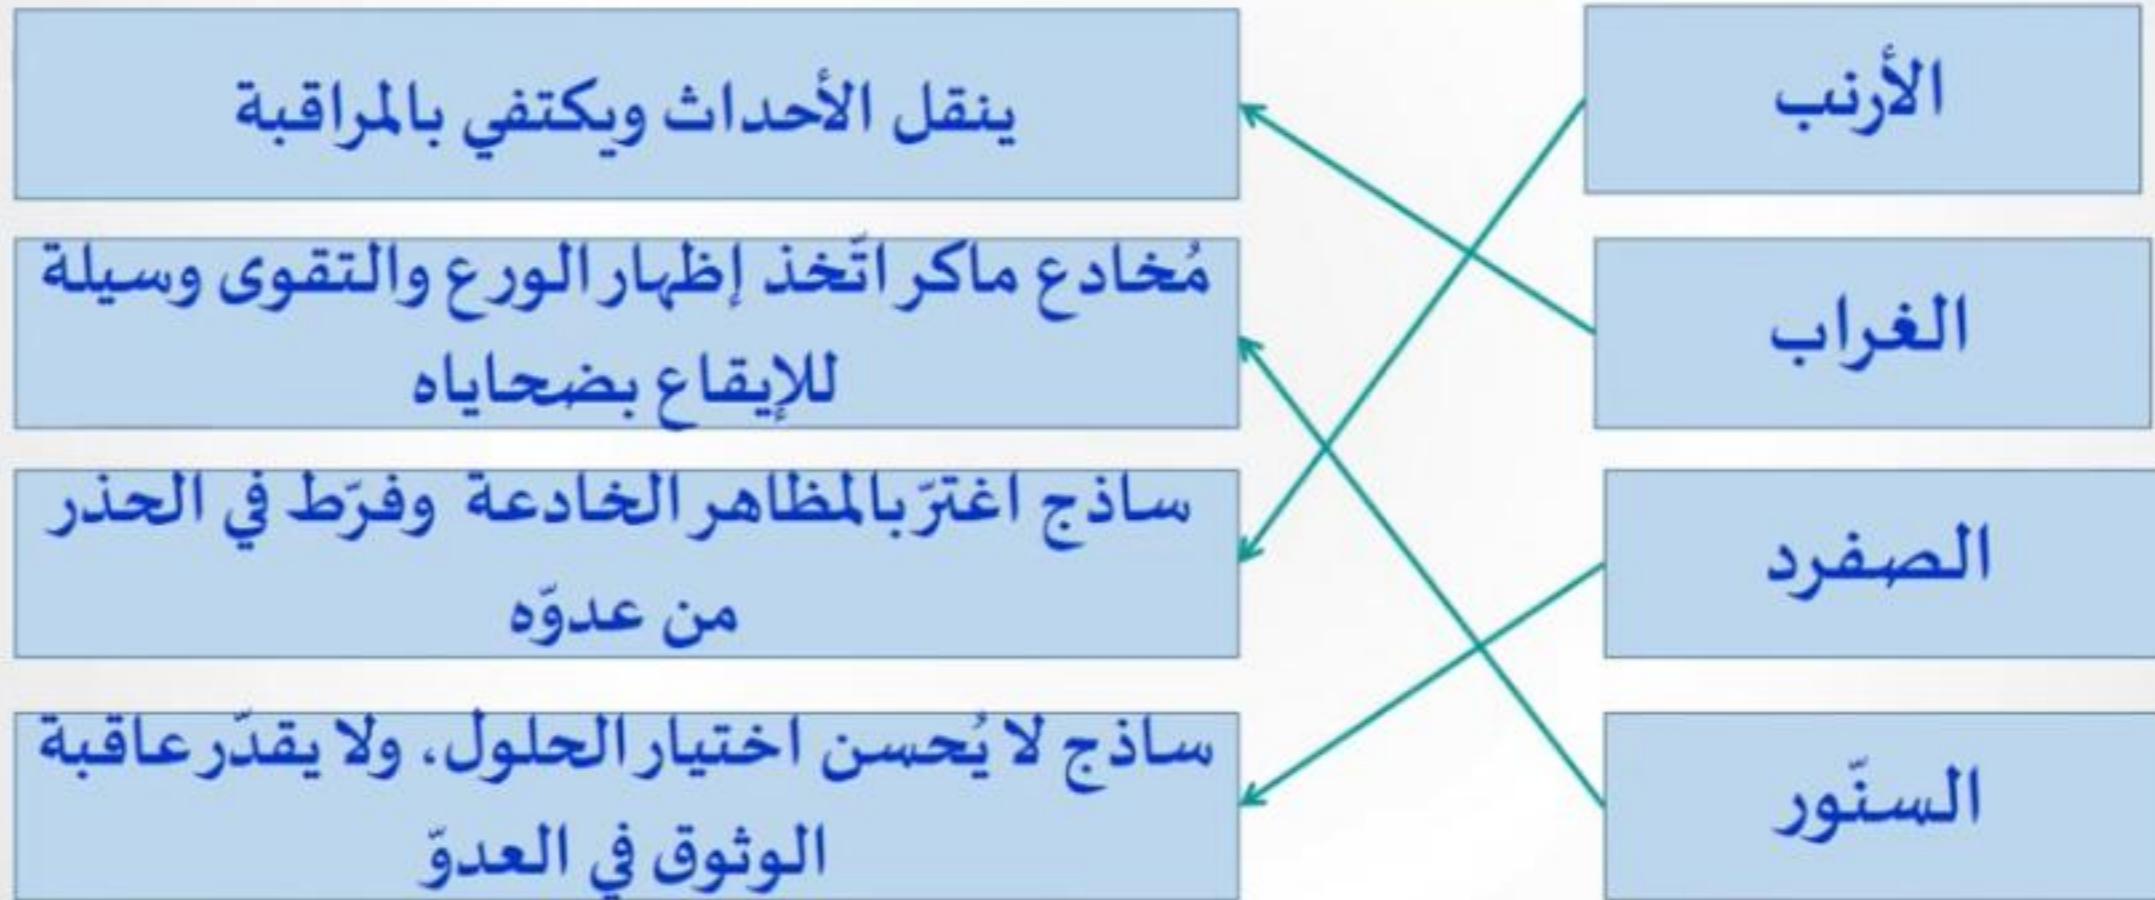 الأرنب
ينقل الأحداث ويكتفي بالمراقبة
الغراب
مُخادع ماكر اتّخذ إظهار الورع والتقوى وسيلة
للإيقاع بضحاياه
الصفرد
ساذج اغترّ بالمظاهر الخادعة وفرّط في الحذر
من عدوّه
السنّور
ساذج لا يُحسن اختيار الحلول، ولا يقدّر عاقبة
الوثوق في العدوّ